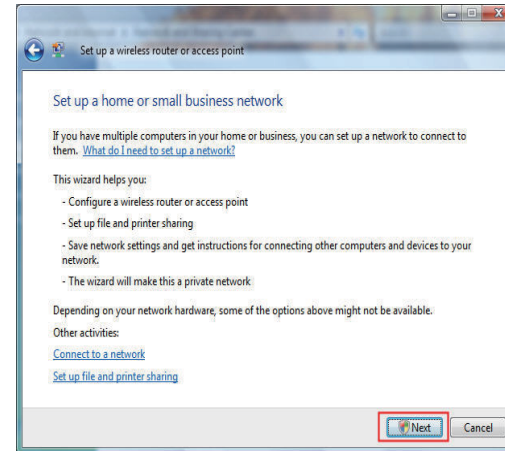 Set up a wireless router or access point
Set up a home or small business network
If you have multiple computers in your home or business, you can set up a network to connect to
them. What do I need to set up a network?
This wizard helps you:
- Configure a wireless router or access point
- Set up file and printer sharing
- Save network settings and get instructions for connecting other computers and devices to your
network.
- The wizard will make this a private network
Depending on your network hardware, some of the options above might not be available.
Other activities:
Connect to a network
Set up file and printer sharing
Next Cancel